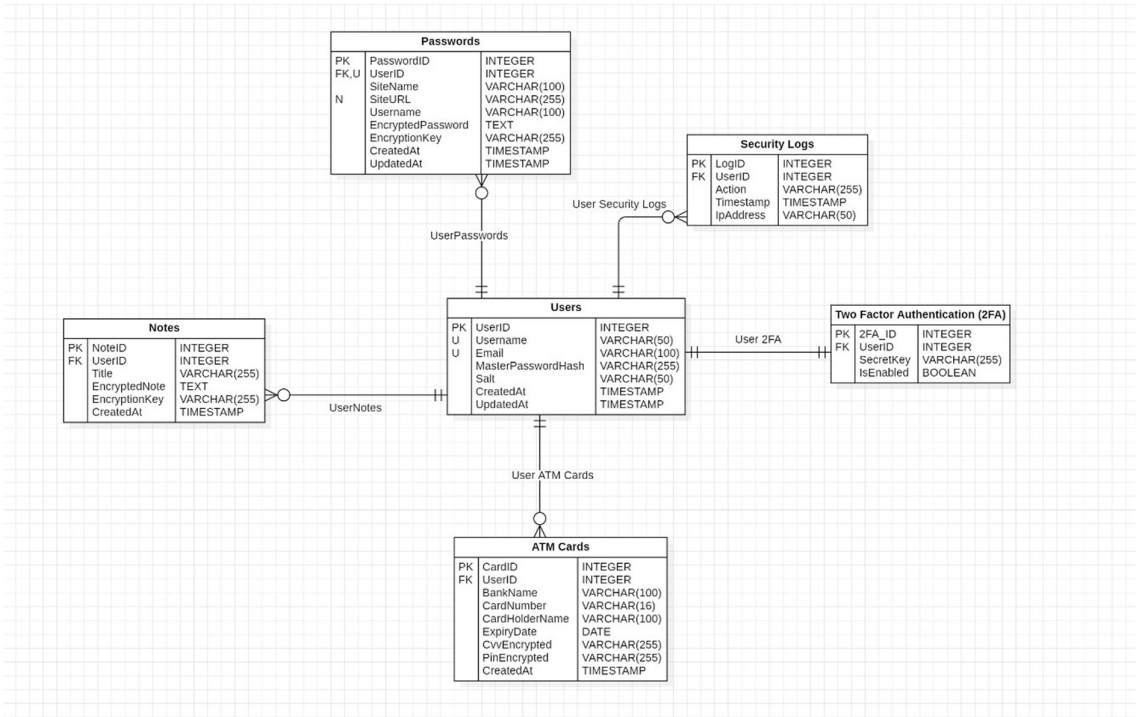 Passwords
PK PasswordID INTEGER
FK,U UserID INTEGER
SiteName VARCHAR(100)
N SiteURL VARCHAR(255)
Username VARCHAR(100)
EncryptedPassword TEXT
EncryptionKey VARCHAR(255)
CreatedAt TIMESTAMP
UpdatedAt TIMESTAMP
Security Logs
PK LogID INTEGER
FK UserID INTEGER
Action VARCHAR(255)
Timestamp TIMESTAMP
IpAddress VARCHAR(50)
User Security Logs
UserPasswords
Users
PK UserID INTEGER
U Username VARCHAR(50)
U Email VARCHAR(100)
MasterPasswordHash VARCHAR(255)
Salt VARCHAR(50)
CreatedAt TIMESTAMP
UpdatedAt TIMESTAMP
User 2FA
Two Factor Authentication (2FA)
PK 2FA_ID INTEGER
FK UserID INTEGER
SecretKey VARCHAR(255)
IsEnabled BOOLEAN
Notes
PK NoteID INTEGER
FK UserID INTEGER
Title VARCHAR(255)
EncryptedNote TEXT
EncryptionKey VARCHAR(255)
CreatedAt TIMESTAMP
UserNotes
User ATM Cards
ATM Cards
PK CardID INTEGER
FK UserID INTEGER
BankName VARCHAR(100)
CardNumber VARCHAR(16)
CardHolderName VARCHAR(100)
ExpiryDate DATE
CvvEncrypted VARCHAR(255)
PinEncrypted VARCHAR(255)
CreatedAt TIMESTAMP